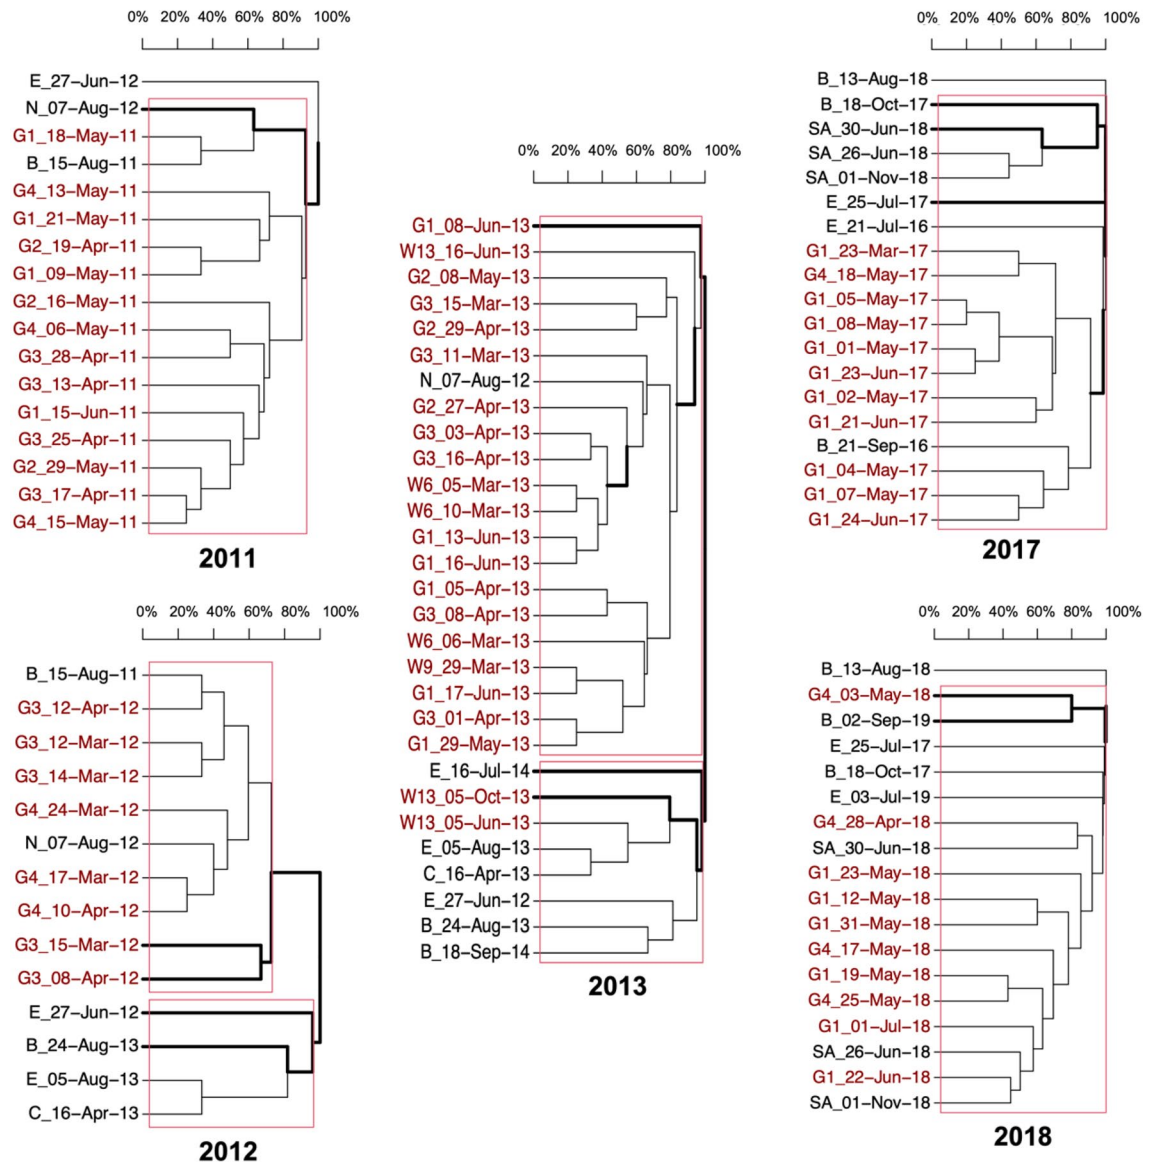 0% 20% 40% 60% 80% 100%
E_27–Jun–12
N_07–Aug–12
G1_18–May–11
B_15–Aug–11
G4_13–May–11
G1_21–May–11
G2_19–Apr–11
G1_09–May–11
G2_16–May–11
G4_06–May–11
G3_28–Apr–11
G3_13–Apr–11
G1_15–Jun–11
G3_25–Apr–11
G2_29–May–11
G3_17–Apr–11
G4_15–May–11
2011
0% 20% 40% 60% 80% 100%
B_15–Aug–11
G3_12–Apr–12
G3_12–Mar–12
G3_14–Mar–12
G4_24–Mar–12
N_07–Aug–12
G4_17–Mar–12
G4_10–Apr–12
G3_15–Mar–12
G3_08–Apr–12
E_27–Jun–12
B_24–Aug–13
E_05–Aug–13
C_16–Apr–13
2012
0% 20% 40% 60% 80% 100%
G1_08–Jun–13
W13_16–Jun–13
G2_08–May–13
G3_15–Mar–13
G2_29–Apr–13
G3_11–Mar–13
N_07–Aug–12
G2_27–Apr–13
G3_03–Apr–13
G3_16–Apr–13
W6_05–Mar–13
W6_10–Mar–13
G1_13–Jun–13
G1_16–Jun–13
G1_05–Apr–13
G3_08–Apr–13
W6_06–Mar–13
W9_29–Mar–13
G1_17–Jun–13
G3_01–Apr–13
G1_29–May–13
E_16–Jul–14
W13_05–Oct–13
W13_05–Jun–13
E_05–Aug–13
C_16–Apr–13
E_27–Jun–12
B_24–Aug–13
B_18–Sep–14
2013
0% 20% 40% 60% 80% 100%
B_13–Aug–18
B_18–Oct–17
SA_30–Jun–18
SA_26–Jun–18
SA_01–Nov–18
E_25–Jul–17
E_21–Jul–16
G1_23–Mar–17
G4_18–May–17
G1_05–May–17
G1_08–May–17
G1_01–May–17
G1_23–Jun–17
G1_02–May–17
G1_21–Jun–17
B_21–Sep–16
G1_04–May–17
G1_07–May–17
G1_24–Jun–17
2017
0% 20% 40% 60% 80% 100%
B_13–Aug–18
G4_03–May–18
B_02–Sep–19
E_25–Jul–17
B_18–Oct–17
E_03–Jul–19
G4_28–Apr–18
SA_30–Jun–18
G1_23–May–18
G1_12–May–18
G1_31–May–18
G4_17–May–18
G1_19–May–18
G4_25–May–18
G1_01–Jul–18
SA_26–Jun–18
G1_22–Jun–18
SA_01–Nov–18
2018